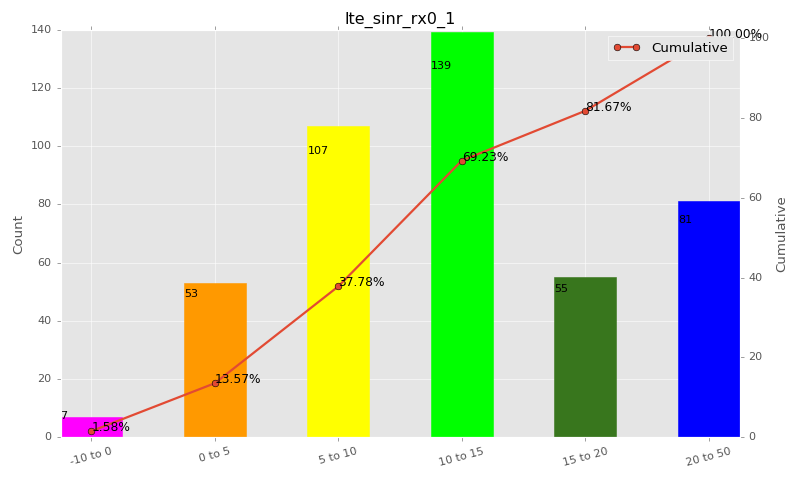 lte_sinr_rx0_1
140
120
100
80
60
40
20
0
Count
100
80
60
40
20
0
Cumulative
Cumulative
7
53
107
139
55
81
1.58%
13.57%
37.78%
69.23%
81.67%
100.00%
-10 to 0
0 to 5
5 to 10
10 to 15
15 to 20
20 to 50